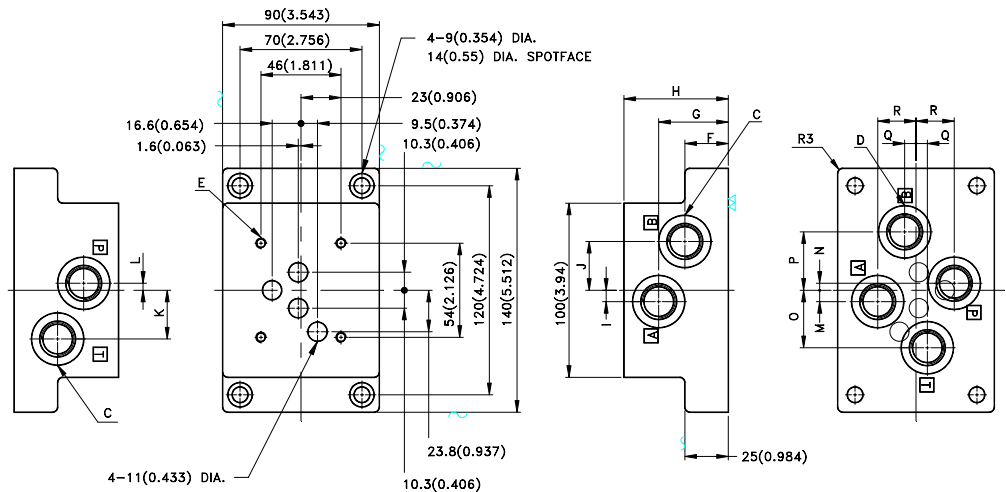 90(3.543)
70(2.756)
46(1.811)
4-9(0.354) DIA.
14(0.55) DIA. SPOTFACE
23(0.906)
16.6(0.654)
9.5(0.374)
1.6(0.063)
10.3(0.406)
E
P
L
K
T
C
54(2.126)
120(4.724)
140(5.512)
4-11(0.433) DIA.
23.8(0.937)
10.3(0.406)
H
G
C
F
B
J
I
A
100(3.94)
25(0.984)
R
R
R3
D
Q
Q
B
P
N
A
P
O
M
T